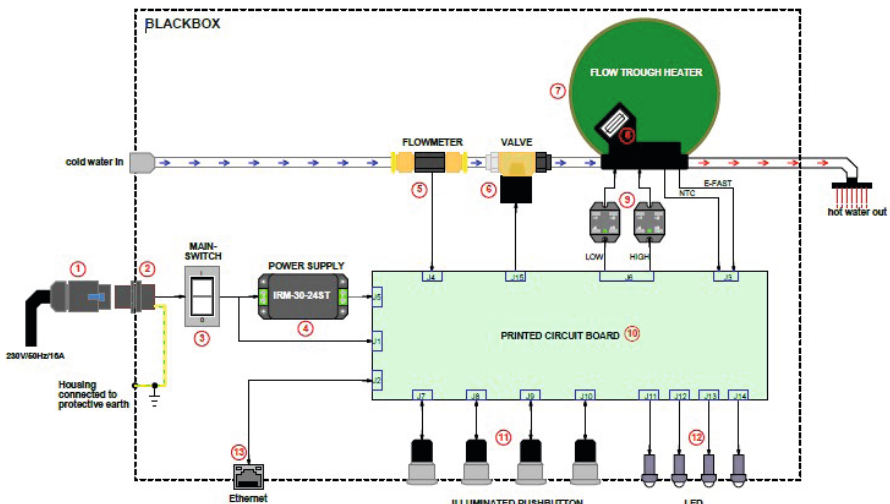 BLACKBOX
FLOW TROUGH HEATER
7
8
FLOWMETER
VALVE
cold water in
5
6
9
E-FAST
NTC
hot water out
LOW
HIGH
MAIN-
SWITCH
POWER SUPPLY
1
2
I
IRM-30-24ST
0
3
4
J4
J15
J6
J3
J5
J1
J2
PRINTED CIRCUIT BOARD
10
230V/50Hz/16A
Housing
connected to
protective earth
J7
J8
J9
J10
J11
J12
J13
J14
11
12
13
Ethernet
ILLUMINATED PUSHBUTTON
LED